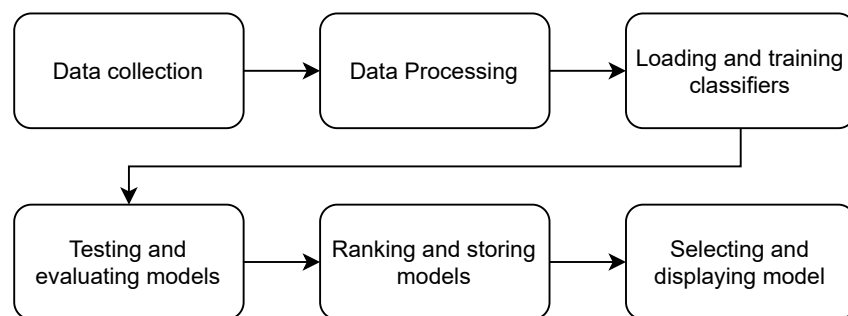 Data collection
Data Processing
Loading and training
classifiers
Testing and
evaluating models
Ranking and storing
models
Selecting and
displaying model